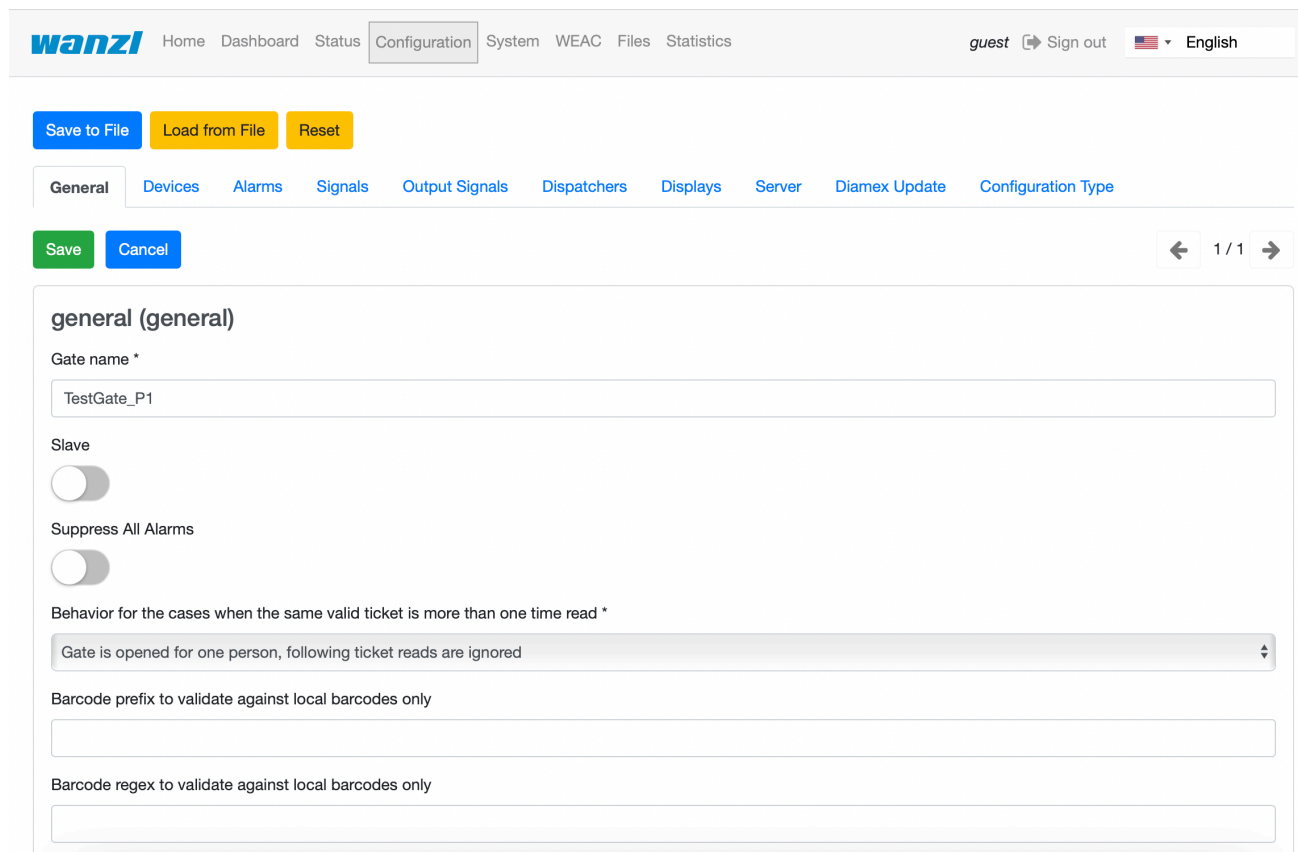 wanzl Home Dashboard Status Configuration System WEAC Files Statistics guest Sign out English
Save to File Load from File Reset
General Devices Alarms Signals Output Signals Dispatchers Displays Server Diamex Update Configuration Type
Save Cancel 1 / 1
general (general)
Gate name *
TestGate_P1
Slave
Suppress All Alarms
Behavior for the cases when the same valid ticket is more than one time read *
Gate is opened for one person, following ticket reads are ignored
Barcode prefix to validate against local barcodes only
Barcode regex to validate against local barcodes only